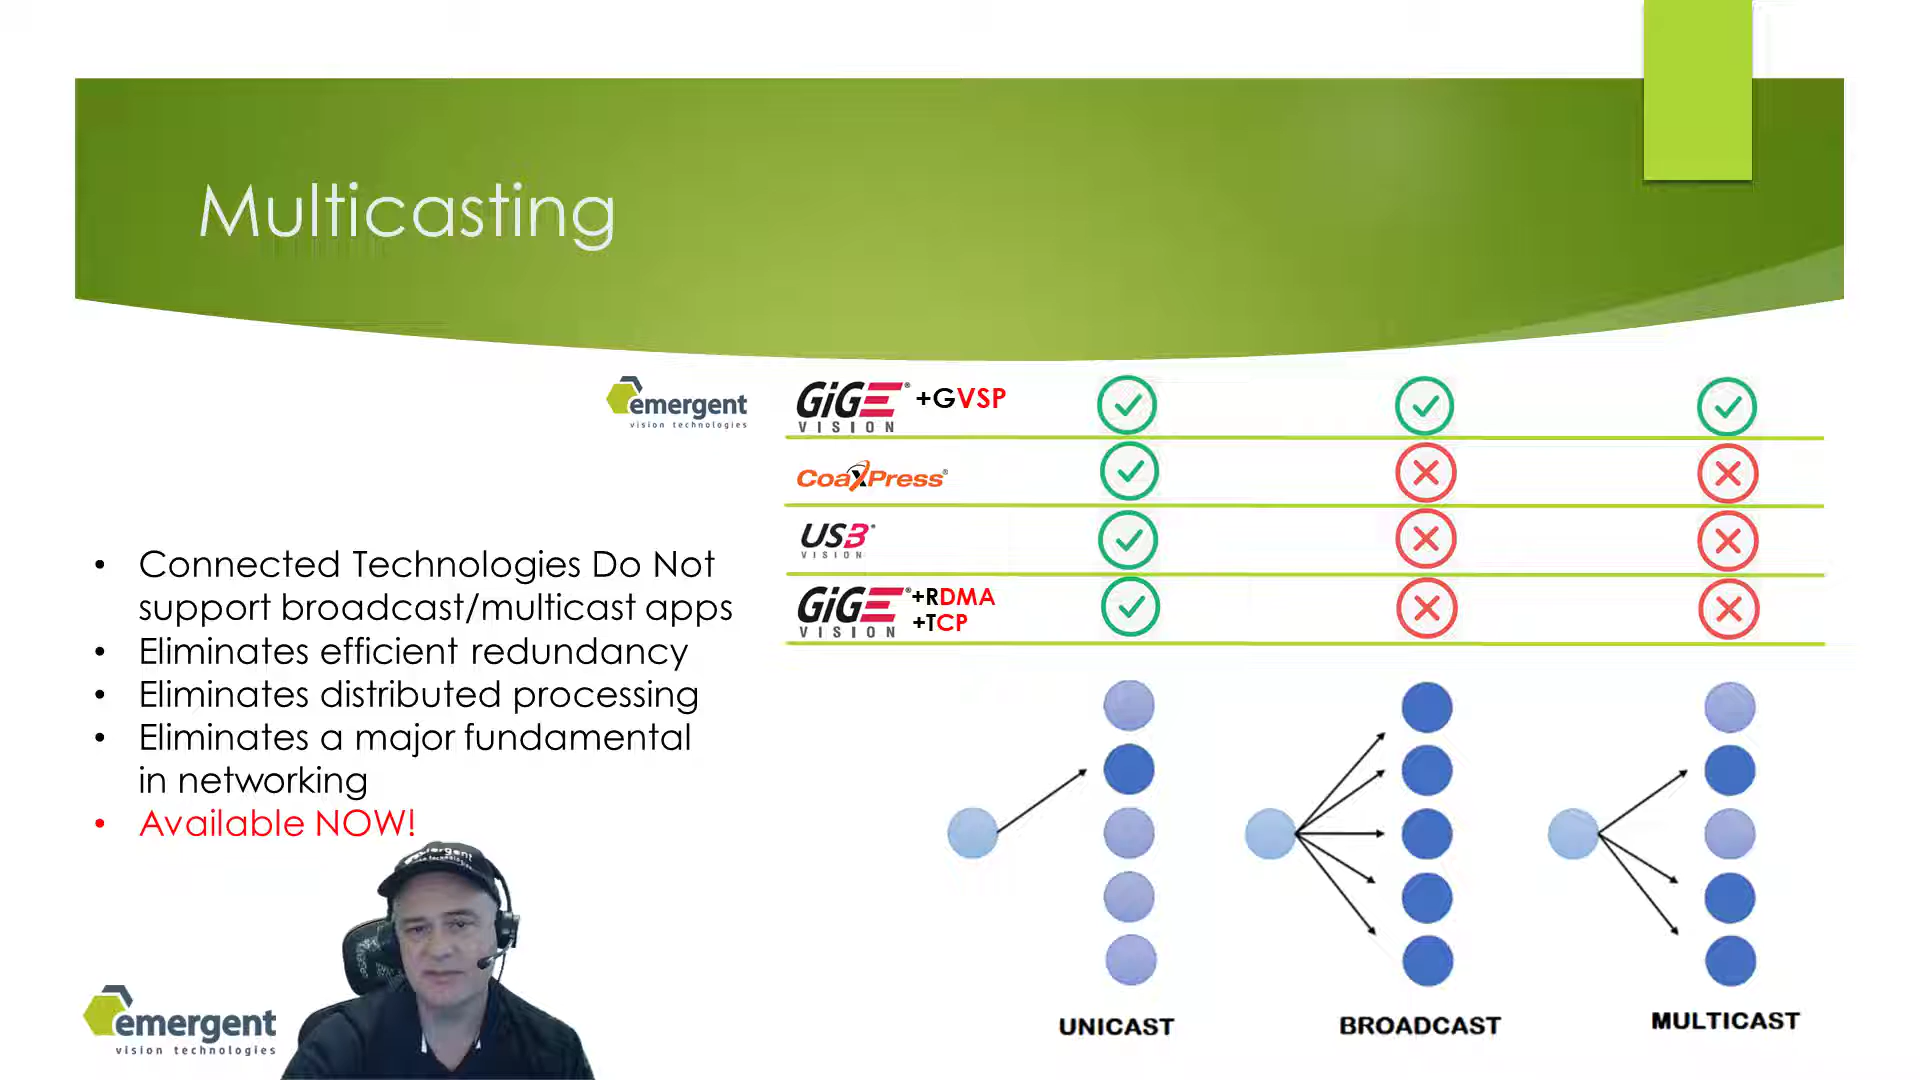 Multicasting
emergent
vision technologies
GiGE® +GVSP
VISION
CoaXPress®
USB®
VISION
GiGE® +RDMA
VISION +TCP
• Connected Technologies Do Not
support broadcast/multicast apps
• Eliminates efficient redundancy
• Eliminates distributed processing
• Eliminates a major fundamental
in networking
• Available NOW!
emergent
vision technologies
UNICAST
BROADCAST
MULTICAST